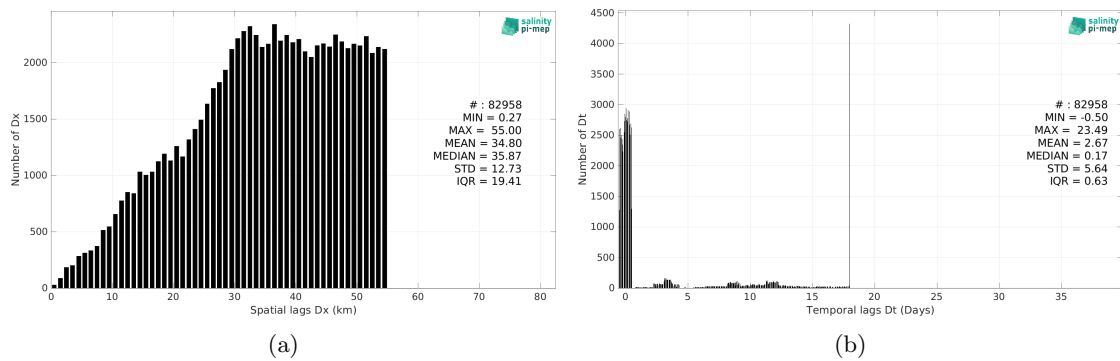 salinity
pi-mep
2000
1500
1000
500
0
Number of Dx
# : 82958
MIN = 0.27
MAX = 55.00
MEAN = 34.80
MEDIAN = 35.87
STD = 12.73
IQR = 19.41
0 10 20 30 40 50 60 70 80
Spatial lags Dx (km)
(a)
salinity
pi-mep
4500
4000
3500
3000
2500
2000
1500
1000
500
0
Number of Dt
# : 82958
MIN = -0.50
MAX = 23.49
MEAN = 2.67
MEDIAN = 0.17
STD = 5.64
IQR = 0.63
0 5 10 15 20 25 30 35
Temporal lags Dt (Days)
(b)